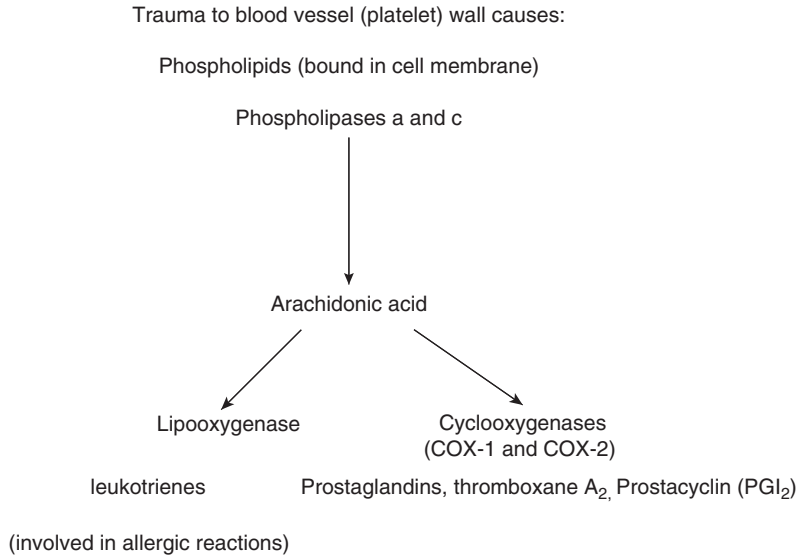 Trauma to blood vessel (platelet) wall causes:
Phospholipids (bound in cell membrane)
Phospholipases a and c
Arachidonic acid
Lipooxygenase
Cyclooxygenases
(COX-1 and COX-2)
leukotrienes
Prostaglandins, thromboxane A2, Prostacyclin (PGI2)
(involved in allergic reactions)